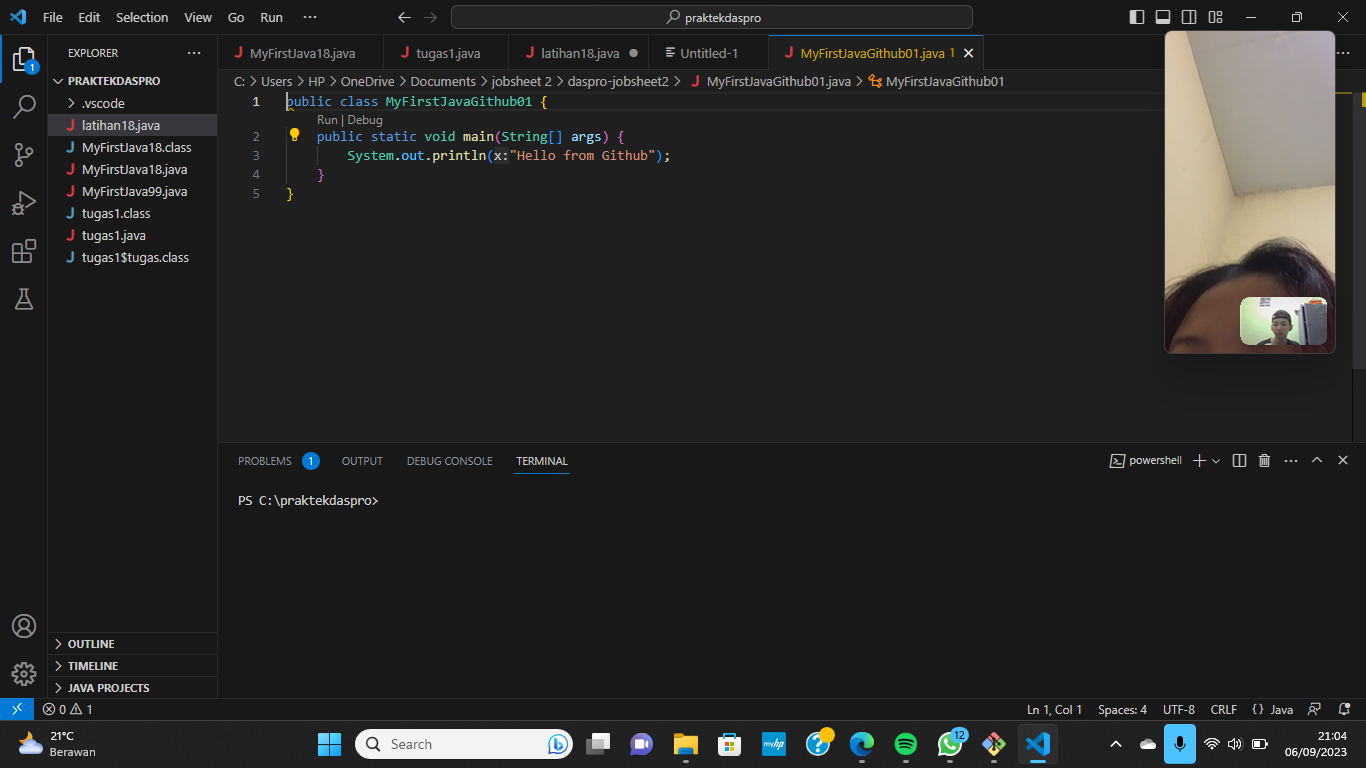 File Edit Selection View Go Run ··· praktekdaspro
EXPLORER ···
MyFirstJava18.java tugas1.java latihan18.java Untitled-1 MyFirstJavaGithub01.java 1 ···
PRAKTEKDASPRO
.vscode
latihan18.java
MyFirstJava18.class
MyFirstJava18.java
MyFirstJava99.java
tugas1.class
tugas1.java
tugas1$tugas.class
OUTLINE
TIMELINE
JAVA PROJECTS
1
C: > Users > HP > OneDrive > Documents > jobsheet 2 > daspro-jobsheet2 > MyFirstJavaGithub01.java > MyFirstJavaGithub01
1 public class MyFirstJavaGithub01 {
Run | Debug
2 public static void main(String[] args) {
3 System.out.println(x:"Hello from Github");
4 }
5 }
PROBLEMS 1 OUTPUT DEBUG CONSOLE TERMINAL powershell ···
PS C:\praktekdaspro>
0 1 Ln 1, Col 1 Spaces: 4 UTF-8 CRLF {} Java
21°C
Berawan
Search
myhp
12
21:04
06/09/2023